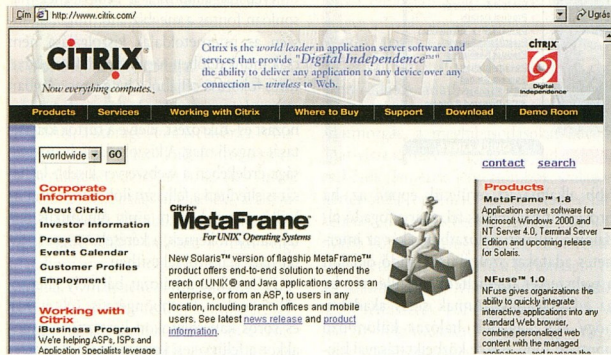 Cím http://www.citrix.com/ Ugrás
CITRIX
Now everything computes.
Citrix is the world leader in application server software and
services that provide "Digital Independence™" —
the ability to deliver any application to any device over any
connection — wireless to Web.
CITRIX
Digital
Independence
Products Services Working with Citrix Where to Buy Support Download Demo Room
worldwide GO
contact search
Corporate
Information
About Citrix
Investor Information
Press Room
Events Calendar
Customer Profiles
Employment
Working with
Citrix
iBusiness Program
We're helping ASPs, ISPs and
Application Specialists leverage
Citrix
MetaFrame™
For UNIX® Operating Systems
New Solaris™ version of flagship MetaFrame™
product offers end-to-end solution to extend the
reach of UNIX® and Java applications across an
enterprise, or from an ASP, to users in any
location, including branch offices and mobile
users. See latest news release and product
information.
Products
MetaFrame™ 1.8
Application server software for
Microsoft Windows 2000 and
NT Server 4.0, Terminal Server
Edition and upcoming release
for Solaris.
NFuse™ 1.0
NFuse gives organizations the
ability to quickly integrate
interactive applications into any
standard Web browser,
combine personalized web
content with the managed
applications, and manage the